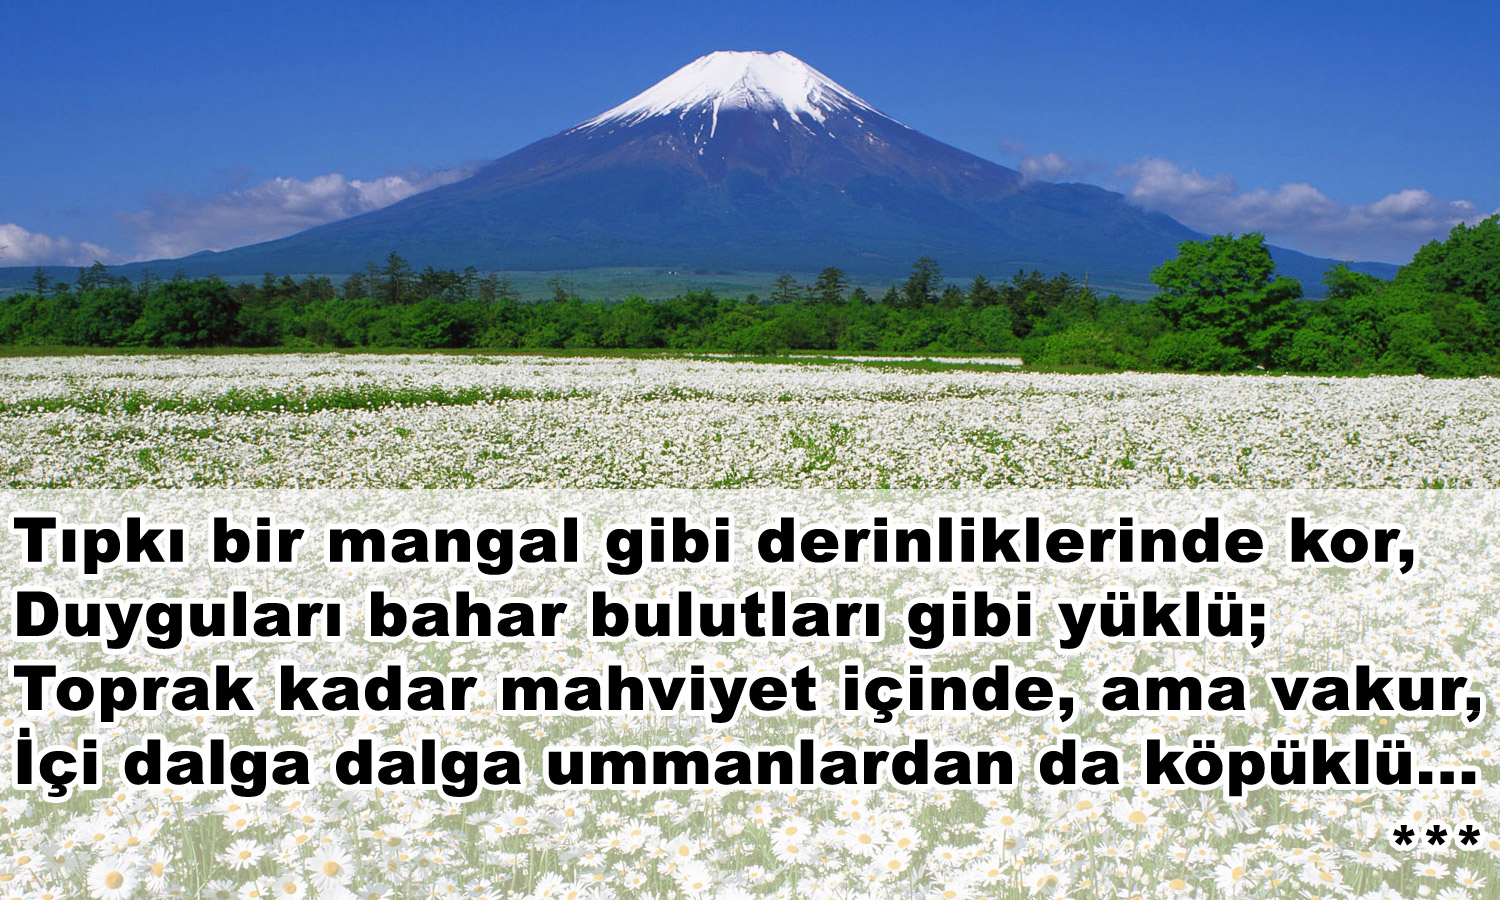 Tıpkı bir mangal gibi derinliklerinde kor,
Duyguları bahar bulutları gibi yüklü;
Toprak kadar mahviyet içinde, ama vakur,
İçi dalga dalga ummanlardan da köpüklü...
***